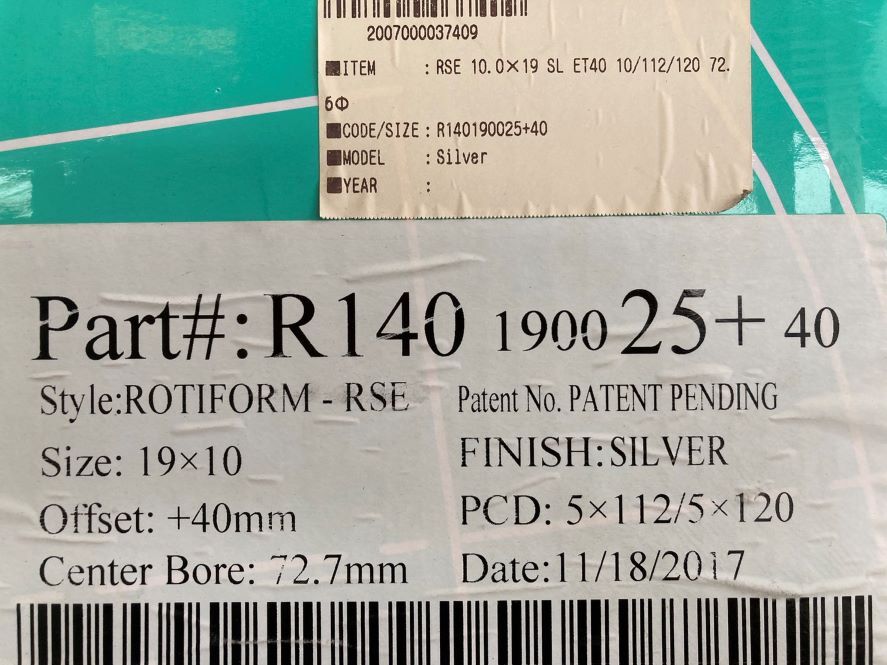 2007000037409
■ITEM : RSE 10.0×19 SL ET40 10/112/120 72.
6Φ
■CODE/SIZE : R140190025+40
■MODEL : Silver
■YEAR :
Part#: R140 1900 25+ 40
Style:ROTIFORM - RSE Patent No. PATENT PENDING
Size: 19×10 FINISH:SILVER
Offset: +40mm PCD: 5×112/5×120
Center Bore: 72.7mm Date:11/18/2017